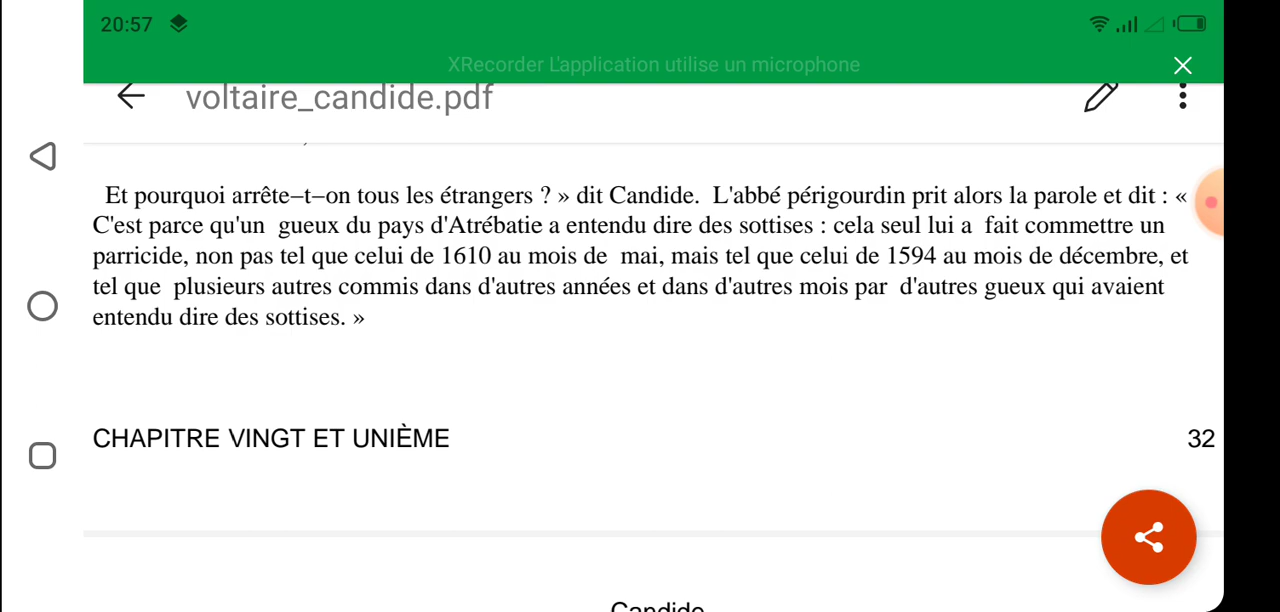 20:57
XRecorder L'application utilise un microphone
voltaire_candide.pdf
Et pourquoi arrête−t−on tous les étrangers ? » dit Candide. L'abbé périgourdin prit alors la parole et dit : «
C'est parce qu'un gueux du pays d'Atrébatie a entendu dire des sottises : cela seul lui a fait commettre un
parricide, non pas tel que celui de 1610 au mois de mai, mais tel que celui de 1594 au mois de décembre, et
tel que plusieurs autres commis dans d'autres années et dans d'autres mois par d'autres gueux qui avaient
entendu dire des sottises. »
CHAPITRE VINGT ET UNIÈME 32
Candide